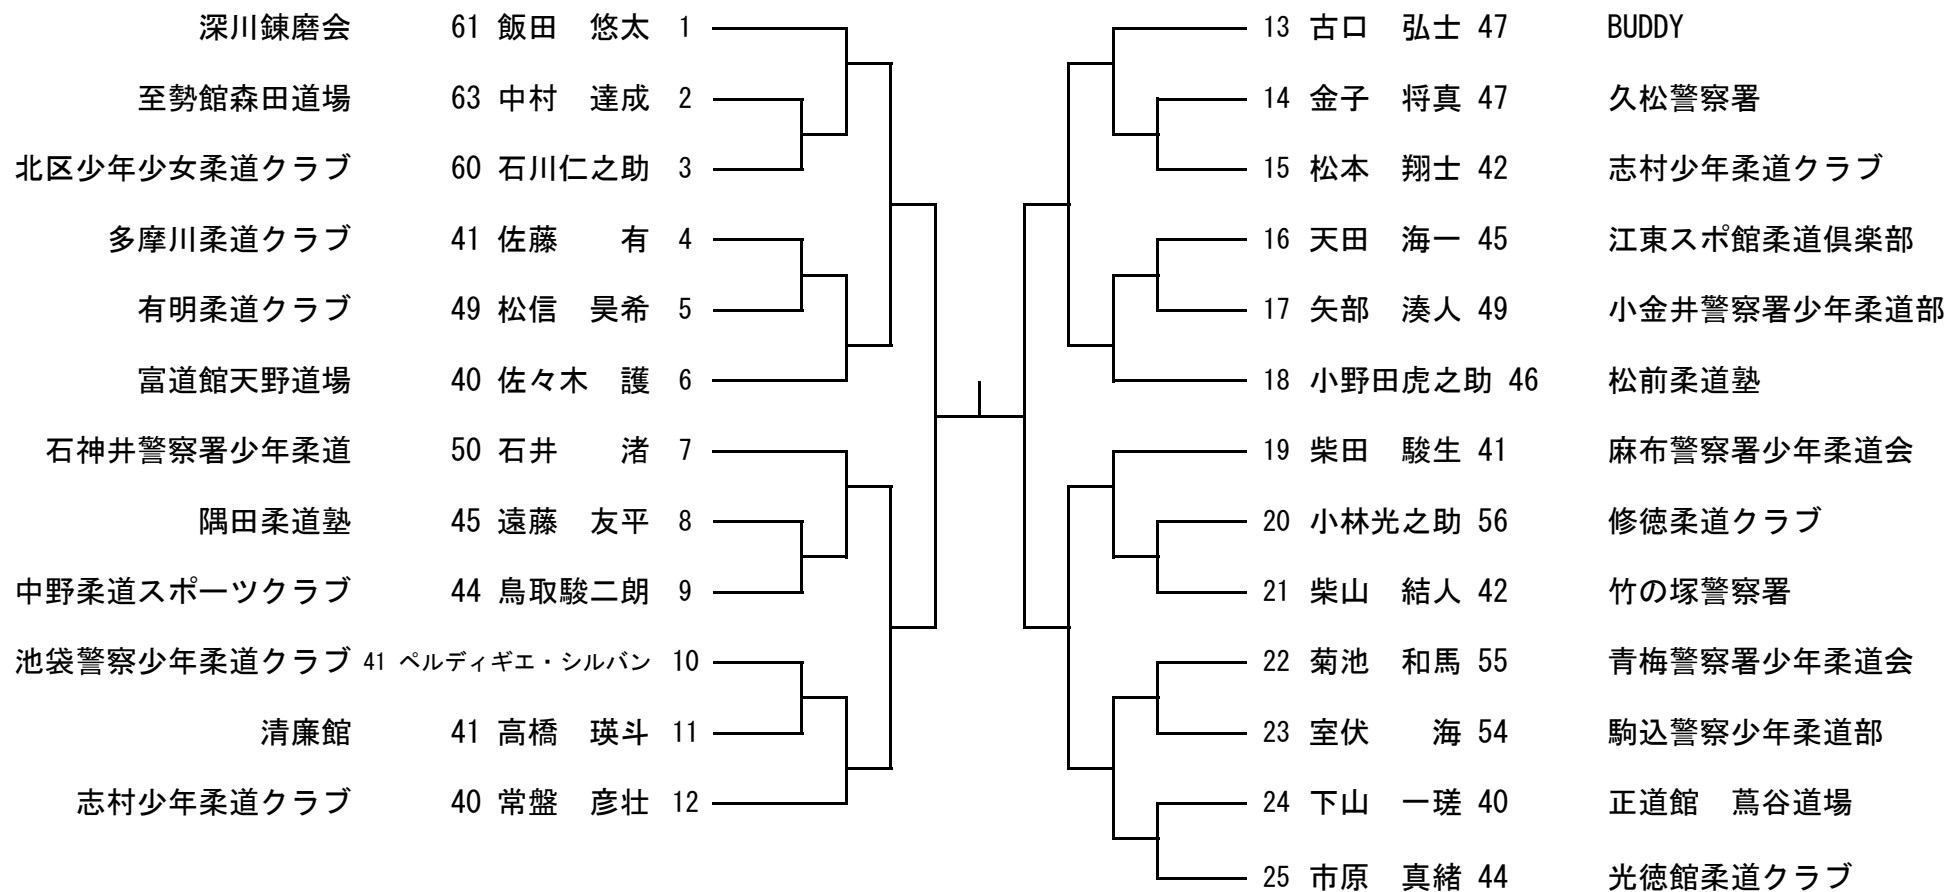 深川錬磨会 61 飯田　悠太 1
至勢館森田道場 63 中村　達成 2
北区少年少女柔道クラブ 60 石川仁之助 3
多摩川柔道クラブ 41 佐藤　　有 4
有明柔道クラブ 49 松信　昊希 5
富道館天野道場 40 佐々木　護 6
石神井警察署少年柔道 50 石井　　渚 7
隅田柔道塾 45 遠藤　友平 8
中野柔道スポーツクラブ 44 鳥取駿二朗 9
池袋警察少年柔道クラブ 41 ペルディギエ・シルバン 10
清廉館 41 高橋　瑛斗 11
志村少年柔道クラブ 40 常盤　彦壮 12
13 古口　弘士 47 BUDDY
14 金子　将真 47 久松警察署
15 松本　翔士 42 志村少年柔道クラブ
16 天田　海一 45 江東スポ館柔道倶楽部
17 矢部　湊人 49 小金井警察署少年柔道部
18 小野田虎之助 46 松前柔道塾
19 柴田　駿生 41 麻布警察署少年柔道会
20 小林光之助 56 修徳柔道クラブ
21 柴山　結人 42 竹の塚警察署
22 菊池　和馬 55 青梅警察署少年柔道会
23 室伏　　海 54 駒込警察少年柔道部
24 下山　一瑳 40 正道館　蔦谷道場
25 市原　真緒 44 光徳館柔道クラブ